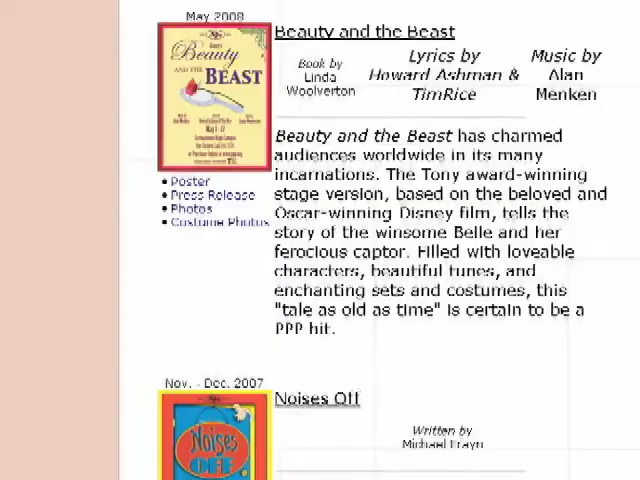 May 2008
Beauty
AND THE
BEAST
Poster
Press Release
Photos
Costume Photos
Beauty and the Beast
Book by
Linda
Woolverton
Lyrics by
Howard Ashman &
TimRice
Music by
Alan
Menken
Beauty and the Beast has charmed
audiences worldwide in its many
incarnations. The Tony award-winning
stage version, based on the beloved and
Oscar-winning Disney film, tells the
story of the winsome Belle and her
ferocious captor. Filled with loveable
characters, beautiful tunes, and
enchanting sets and costumes, this
"tale as old as time" is certain to be a
PPP hit.
Nov. - Dec. 2007
Noises
OFF
Noises Off
Written by
Michael Frayn